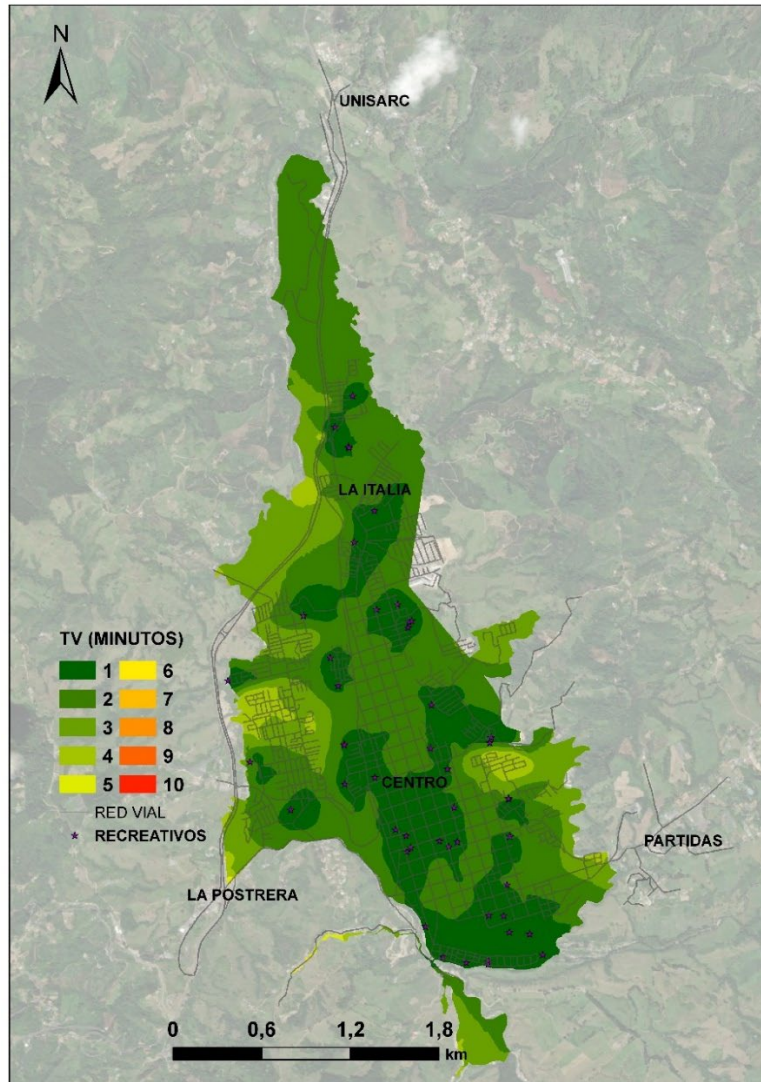 N
UNISARC
LA ITALIA
TV (MINUTOS)
1 6
2 7
3 8
4 9
5 10
RED VIAL
RECREATIVOS
CENTRO
PARTIDAS
LA POSTRERA
0 0,6 1,2 1,8
km